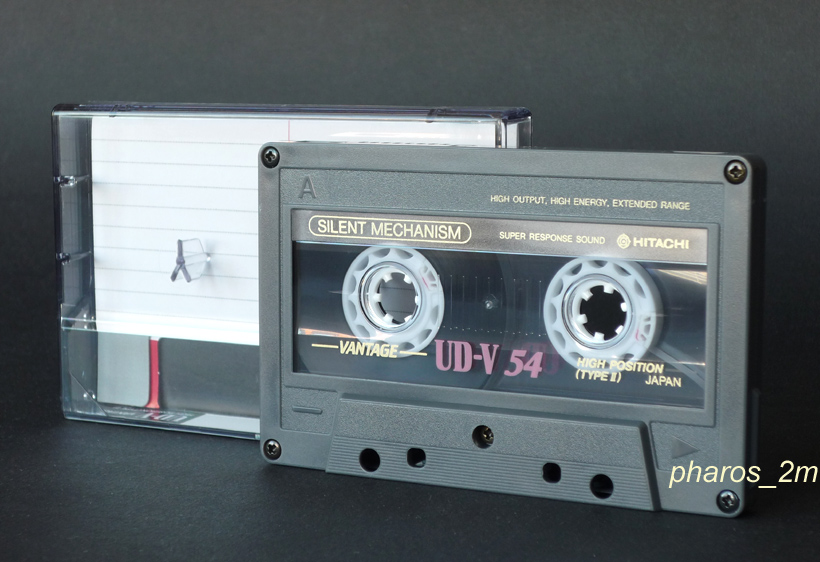 A
HIGH OUTPUT, HIGH ENERGY, EXTENDED RANGE
SILENT MECHANISM
SUPER RESPONSE SOUND HITACHI
VANTAGE
UD-V 54
HIGH POSITION
(TYPE II) JAPAN
pharos_2m